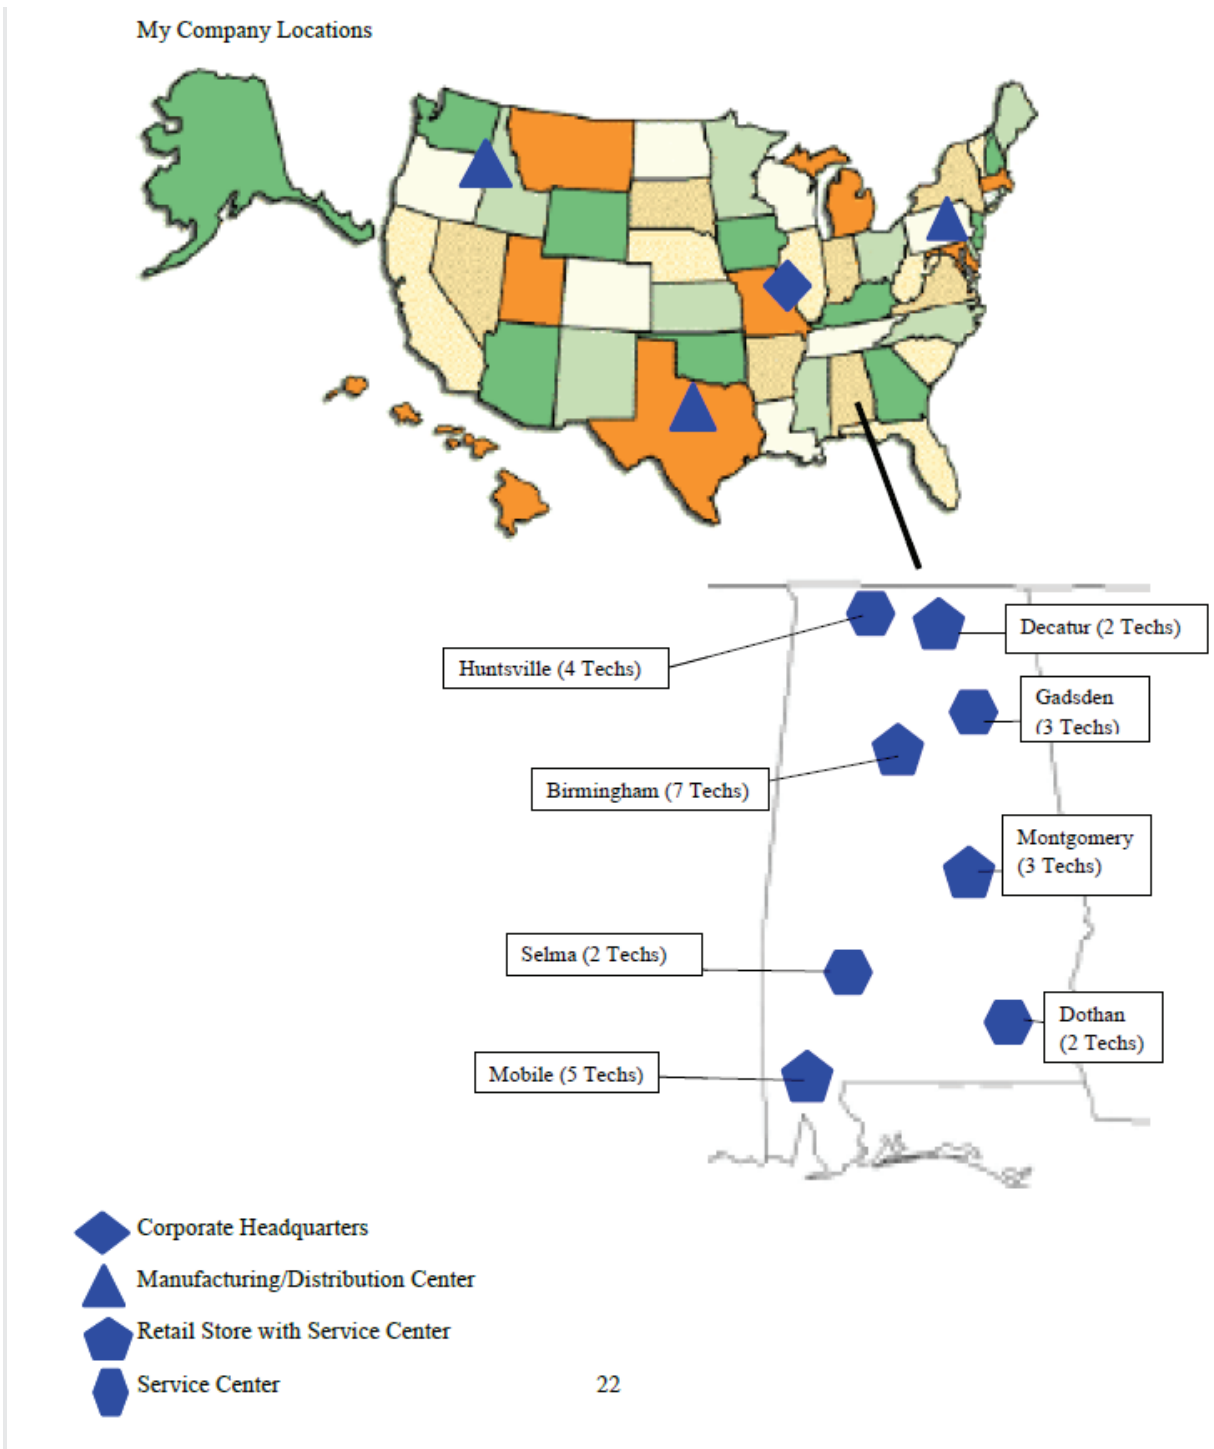 My Company Locations
Decatur (2 Techs)
Huntsville (4 Techs)
Gadsden
(3 Techs)
Birmingham (7 Techs)
Montgomery
(3 Techs)
Selma (2 Techs)
Dothan
(2 Techs)
Mobile (5 Techs)
Corporate Headquarters
Manufacturing/Distribution Center
Retail Store with Service Center
Service Center
22